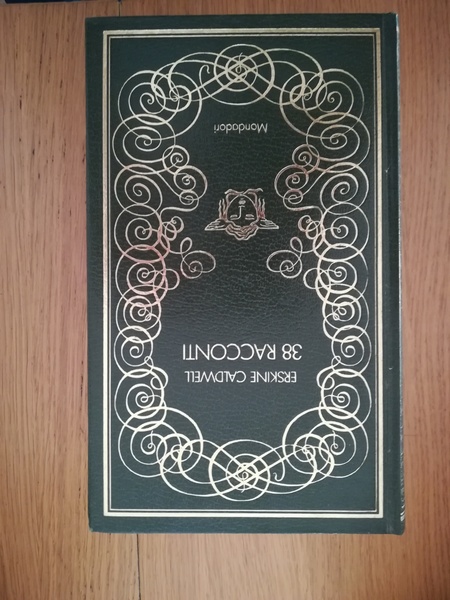 ERSKINE CALDWELL
38 RACCONTI
Mondadori